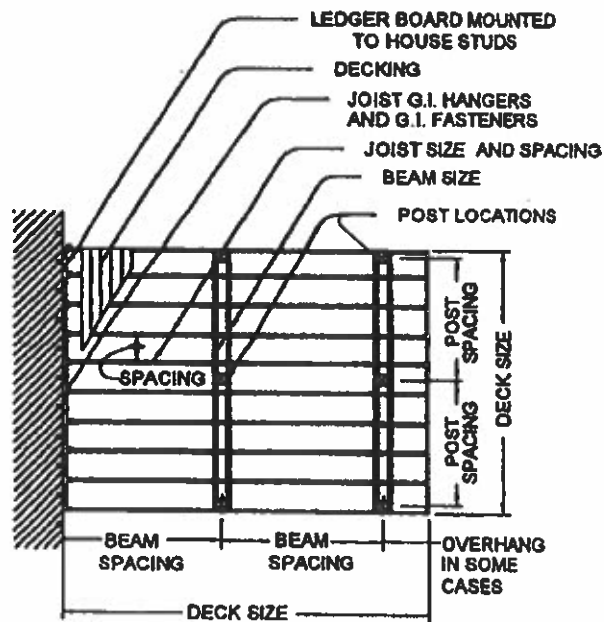 LEDGER BOARD MOUNTED
TO HOUSE STUDS
DECKING
JOIST G.I. HANGERS
AND G.I. FASTENERS
JOIST SIZE AND SPACING
BEAM SIZE
POST LOCATIONS
SPACING
POST
SPACING
POST
SPACING
DECK SIZE
BEAM
SPACING
BEAM
SPACING
OVERHANG
IN SOME
CASES
DECK SIZE